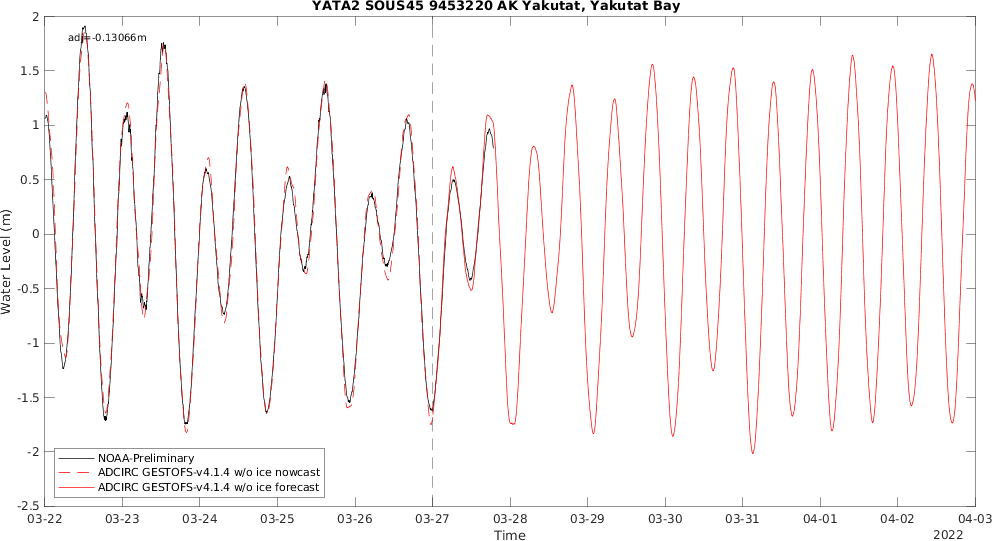 YATA2 SOUS45 9453220 AK Yakutat, Yakutat Bay
adj=-0.13066m
Water Level (m)
2
1.5
1
0.5
0
-0.5
-1
-1.5
-2
-2.5
NOAA-Preliminary
ADCIRC GESTOFS-v4.1.4 w/o ice nowcast
ADCIRC GESTOFS-v4.1.4 w/o ice forecast
03-22 03-23 03-24 03-25 03-26 03-27 03-28 03-29 03-30 03-31 04-01 04-02 04-03
Time
2022